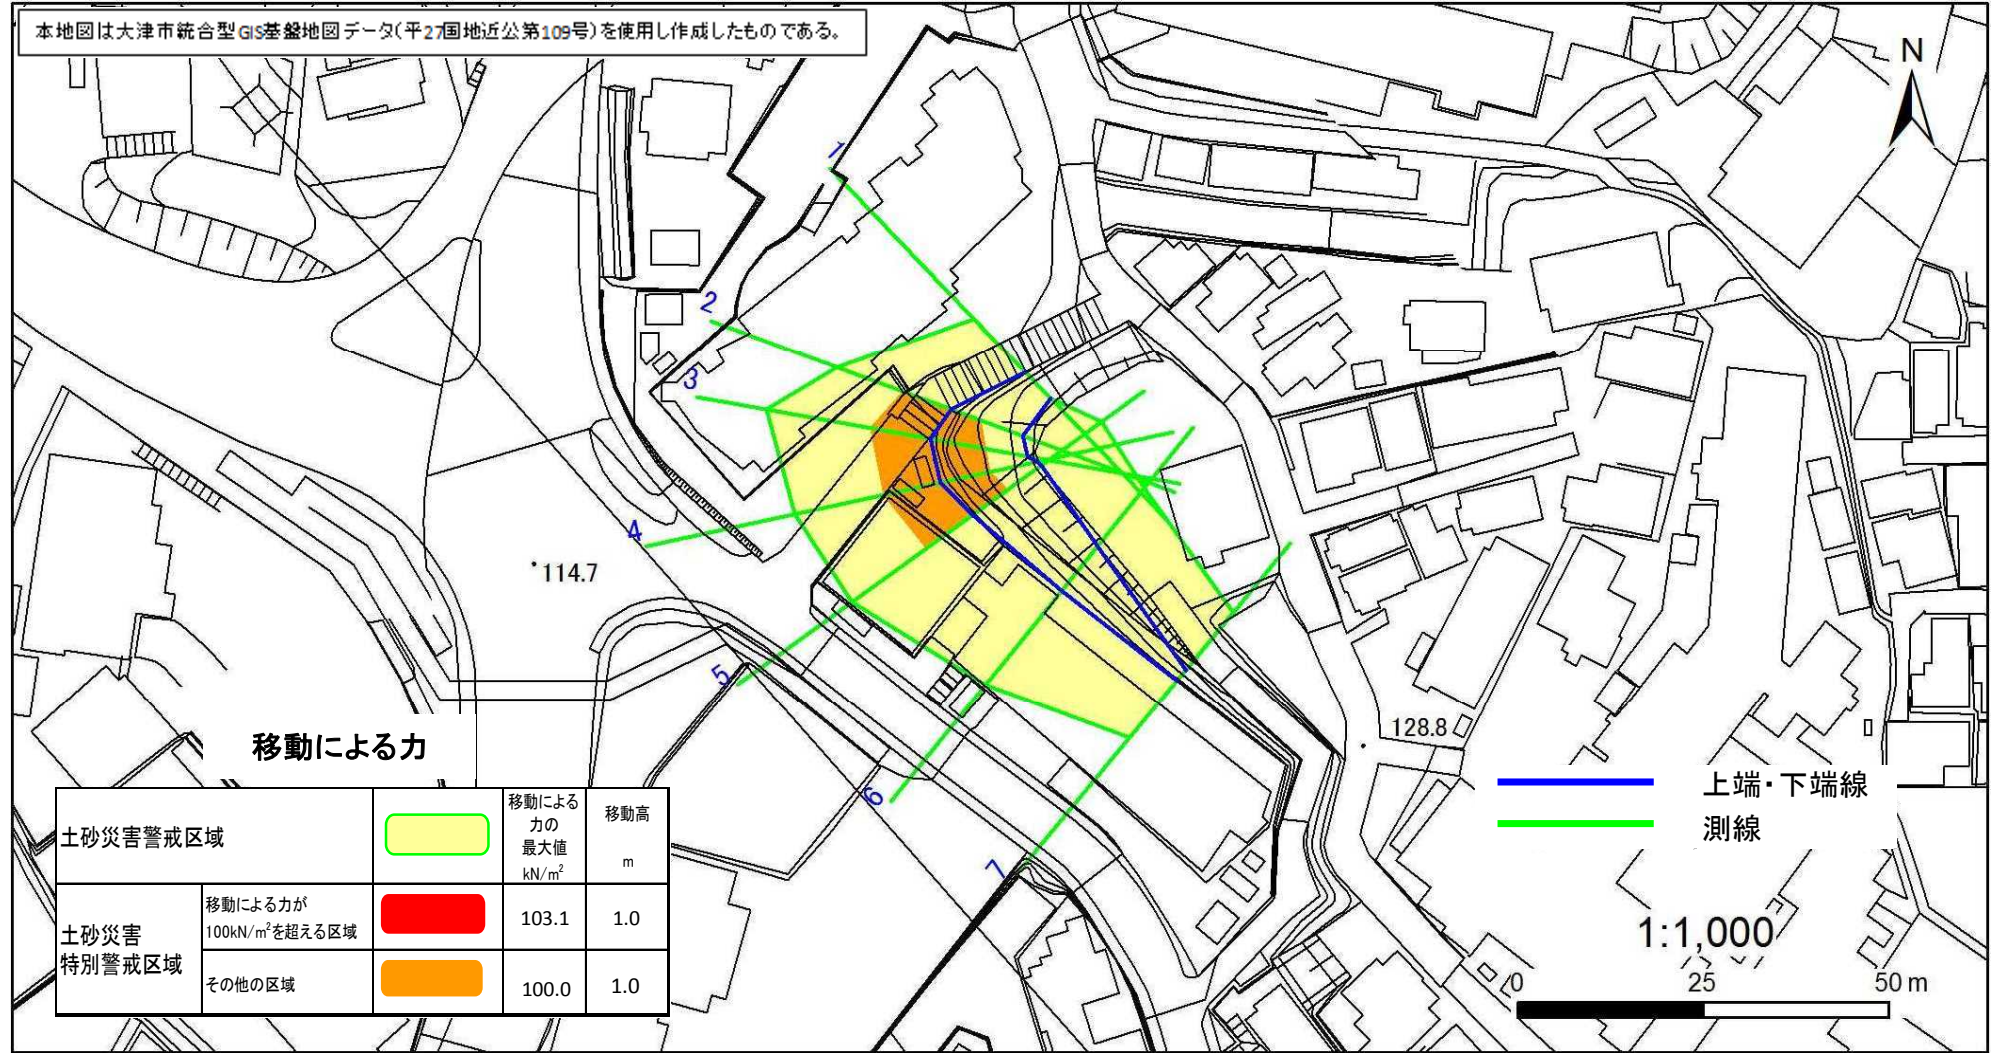 本地図は大津市統合型GIS基盤地図データ(平27国地近公第109号)を使用し作成したものである。
N
1
2
3
4
114.7
5
128.8
6
7
移動による力
土砂災害警戒区域
移動による
力の
最大値
kN/m²
移動高
m
土砂災害
特別警戒区域
移動による力が
100kN/m²を超える区域
103.1
1.0
その他の区域
100.0
1.0
上端・下端線
測線
1:1,000
0 25 50 m